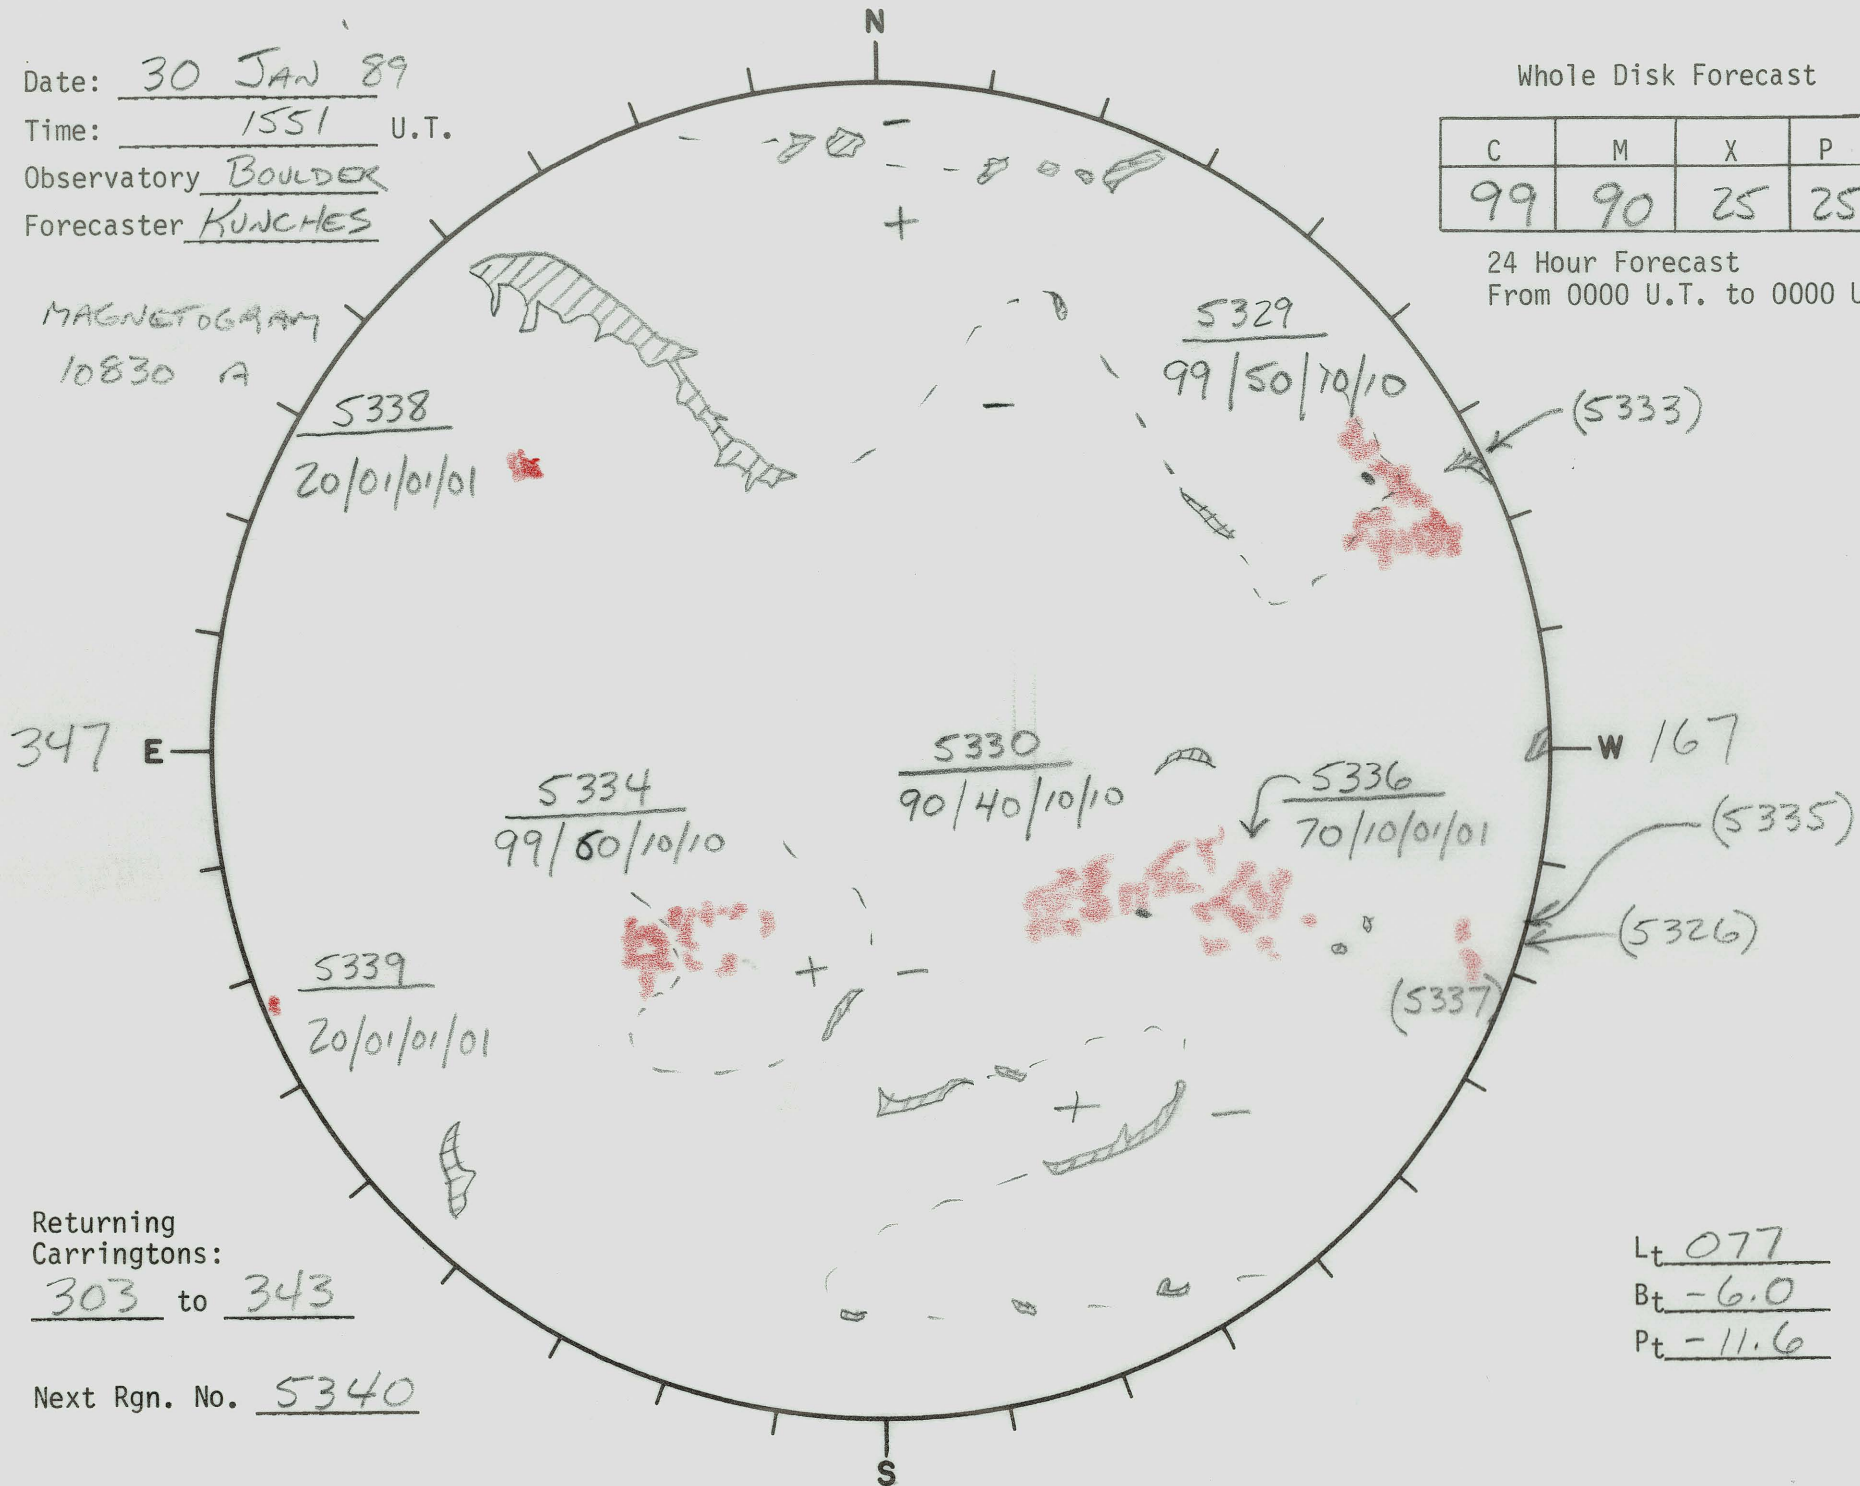 N
Date: 30 JAN 89
Time: 1551 U.T.
Observatory BOULDER
Forecaster KUNCHES
MAGNETOGRAM
10830 A
Whole Disk Forecast
C M X P
99 90 25 25
24 Hour Forecast
From 0000 U.T. to 0000 U
−
+
5329
99/50/10/10
−
(5333)
5338
20/01/01/01
347 E
W 167
5330
90/40/10/10
5336
70/10/01/01
5334
99/60/10/10
(5335)
(5326)
+ −
(5337)
5339
20/01/01/01
+ −
Returning
Carringtons:
303 to 343
Next Rgn. No. 5340
Lt 077
Bt -6.0
Pt -11.6
S